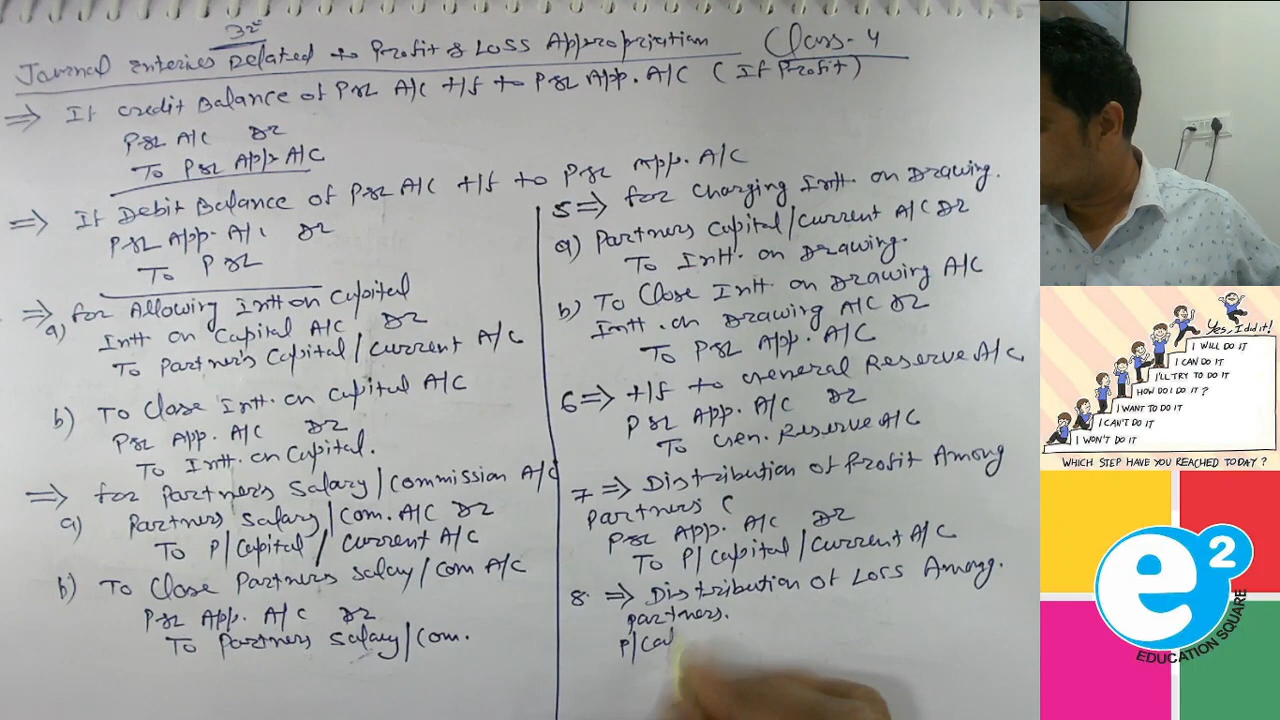 32
Journal Enteries Related to Profit & Loss Appropriation Class-4
⇒ If credit Balance of P&L A/C t/f to P&L App. A/C ( If Profit )
P&L A/C Dr
To P&L App. A/C
⇒ If Debit Balance of P&L A/C t/f to P&L App. A/C
P&L App. A/C Dr
To P&L
⇒ for Allowing Intt on Capital
a) Intt on Capital A/C Dr
To Partner's Capital / Current A/C
b) To Close Intt. on capital A/C
P&L App. A/C Dr
To Intt. on Capital.
⇒ for Partner's Salary / Commission A/C
a) Partners Salary / Com. A/C Dr
To P/Capital / Current A/C
b) To Close Partners Salary / Com A/C
P&L App. A/C Dr
To Partners Salary / Com.
5 ⇒ for Charging Intt. on Drawing.
a) Partners Capital / Current A/C Dr
To Intt. on Drawing.
b) To Close Intt. on Drawing A/C
Intt. on Drawing A/C Dr
To P&L App. A/C
6 ⇒ t/f to General Reserve A/C
P&L App. A/C Dr
To Gen. Reserve A/C
7 ⇒ Distribution of Profit Among
Partners (
P&L App. A/C Dr
To P/Capital / Current A/C
8. ⇒ Distribution of Loss Among.
Partners.
P/Ca
Yes, I did it!
I WILL DO IT
I CAN DO IT
I'LL TRY TO DO IT
HOW DO I DO IT ?
I WANT TO DO IT
I CAN'T DO IT
I WON'T DO IT
WHICH STEP HAVE YOU REACHED TODAY ?
e2
EDUCATION SQUARE